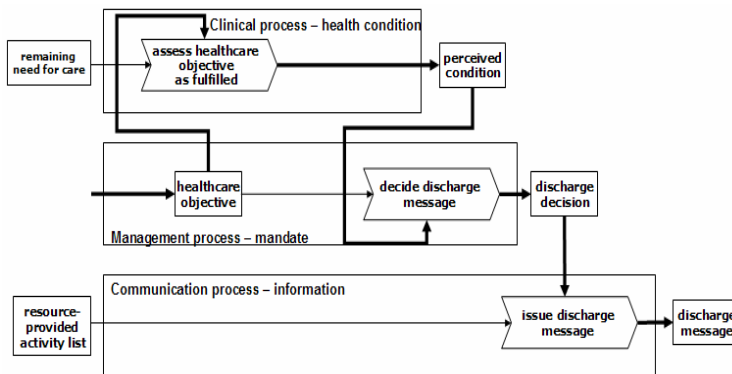 Clinical process – health condition
remaining
need for care
assess healthcare
objective
as fulfilled
perceived
condition
healthcare
objective
decide discharge
message
discharge
decision
Management process – mandate
Communication process – information
resource-
provided
activity list
issue discharge
message
discharge
message